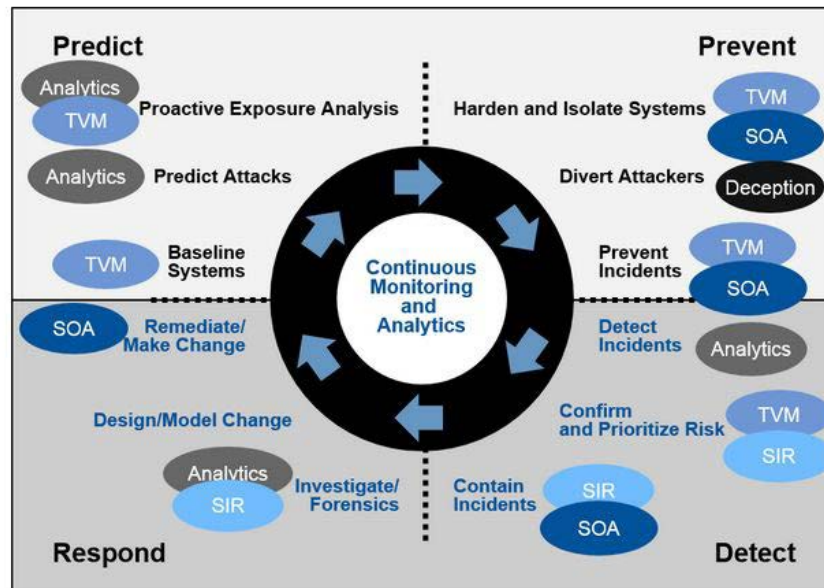 Predict
Analytics
TVM
Proactive Exposure Analysis
Analytics
Predict Attacks
TVM
Baseline
Systems
Prevent
Harden and Isolate Systems
TVM
SOA
Divert Attackers
Deception
Prevent
Incidents
TVM
SOA
Continuous
Monitoring
and
Analytics
Detect
Incidents
Analytics
Confirm
and Prioritize Risk
TVM
SIR
Contain
Incidents
SIR
SOA
Detect
SOA
Remediate/
Make Change
Design/Model Change
Analytics
SIR
Investigate/
Forensics
Respond